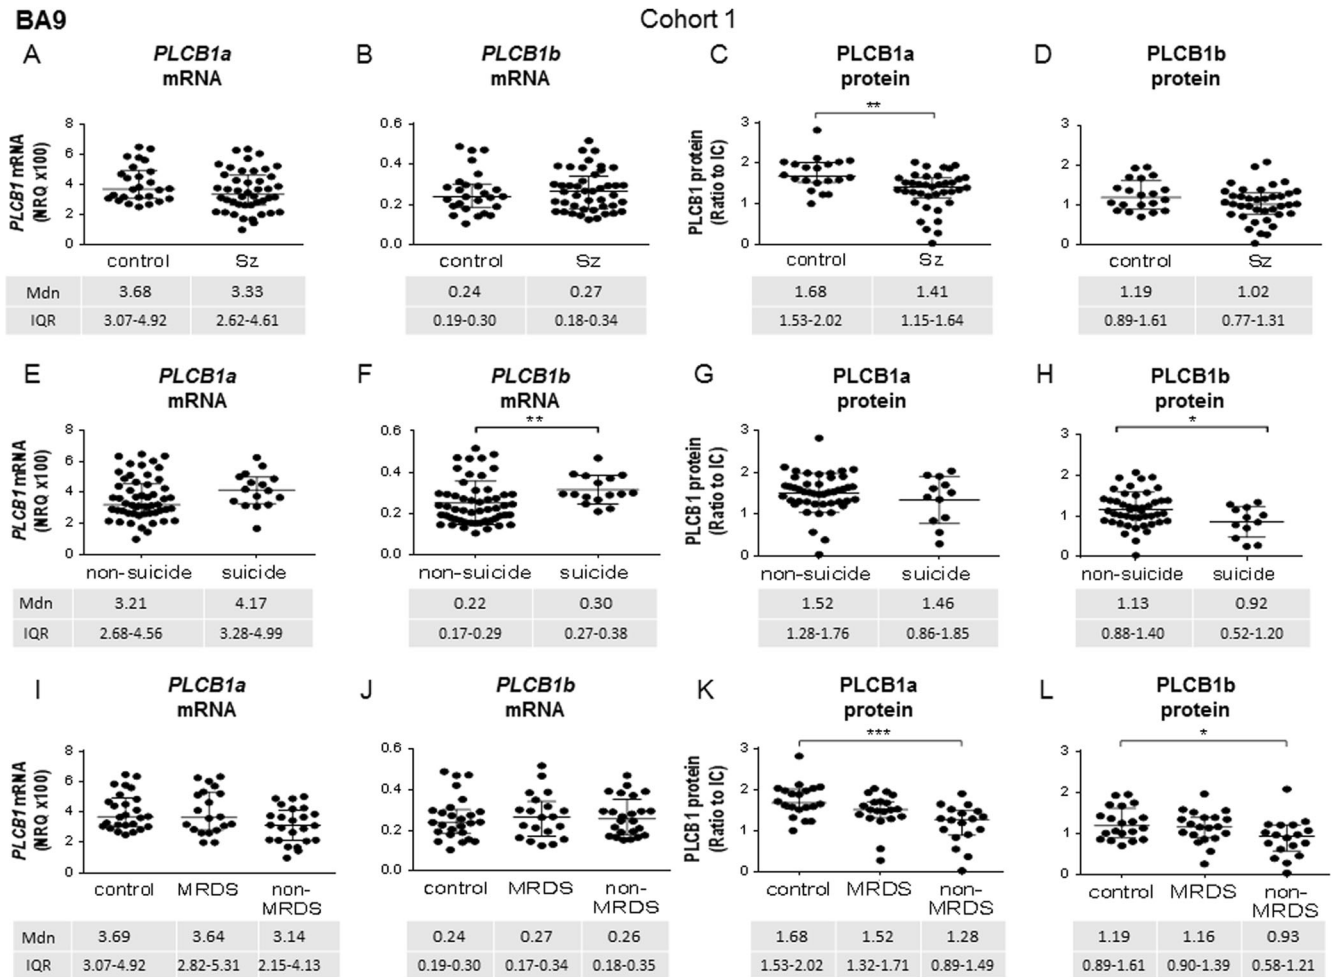 BA9
Cohort 1
A
PLCB1a
mRNA
B
PLCB1b
mRNA
C
PLCB1a
protein
D
PLCB1b
protein
PLCB1 mRNA
(NRQ x100)
8
6
4
2
0
control
Sz
0.6
0.4
0.2
0.0
control
Sz
PLCB1 protein
(Ratio to IC)
**
3
2
1
0
control
Sz
3
2
1
0
control
Sz
Mdn 3.68 3.33
IQR 3.07-4.92 2.62-4.61
0.24 0.27
0.19-0.30 0.18-0.34
1.68 1.41
1.53-2.02 1.15-1.64
1.19 1.02
0.89-1.61 0.77-1.31
E
PLCB1a
mRNA
F
PLCB1b
mRNA
G
PLCB1a
protein
H
PLCB1b
protein
PLCB1 mRNA
(NRQ x100)
8
6
4
2
0
non-suicide
suicide
**
0.6
0.4
0.2
0.0
non-suicide
suicide
PLCB1 protein
(Ratio to IC)
3
2
1
0
non-suicide
suicide
*
3
2
1
0
non-suicide
suicide
Mdn 3.21 4.17
IQR 2.68-4.56 3.28-4.99
0.22 0.30
0.17-0.29 0.27-0.38
1.52 1.46
1.28-1.76 0.86-1.85
1.13 0.92
0.88-1.40 0.52-1.20
I
PLCB1a
mRNA
J
PLCB1b
mRNA
K
PLCB1a
protein
L
PLCB1b
protein
PLCB1 mRNA
(NRQ x100)
8
6
4
2
0
control
MRDS
non-
MRDS
0.6
0.4
0.2
0.0
control
MRDS
non-
MRDS
PLCB1 protein
(Ratio to IC)
***
3
2
1
0
control
MRDS
non-
MRDS
*
3
2
1
0
control
MRDS
non-
MRDS
Mdn 3.69 3.64 3.14
IQR 3.07-4.92 2.82-5.31 2.15-4.13
0.24 0.27 0.26
0.19-0.30 0.17-0.34 0.18-0.35
1.68 1.52 1.28
1.53-2.02 1.32-1.71 0.89-1.49
1.19 1.16 0.93
0.89-1.61 0.90-1.39 0.58-1.21